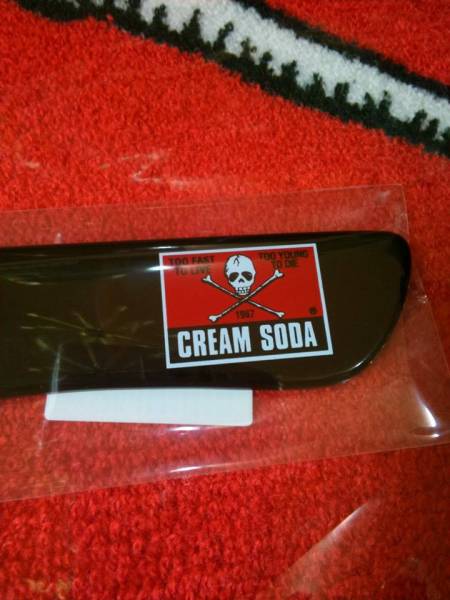 TOO FAST
TO LIVE
TOO YOUNG
TO DIE
1967
®
CREAM SODA